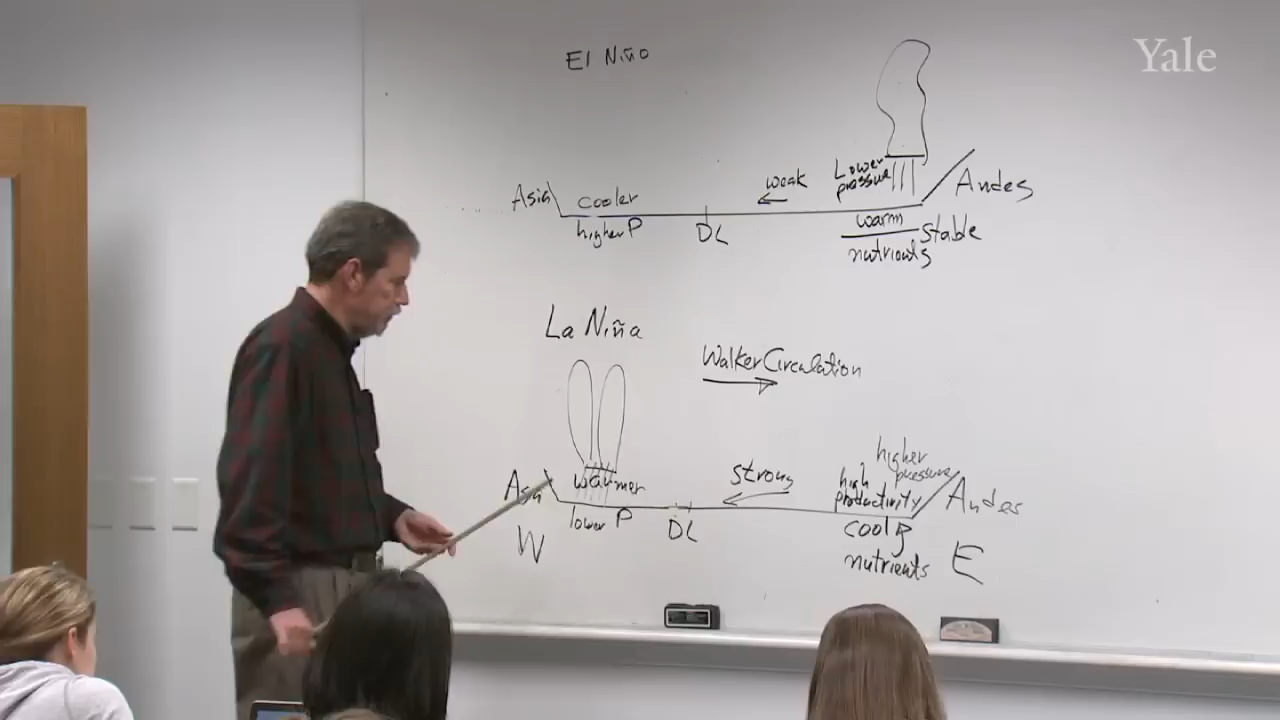 Yale
El Niño
Lower
pressure
weak
Asia cooler
Andes
higher P
DL
warm
stable
nutrients
La Niña
Walker Circulation
higher
pressure
strong
high
productivity
Asia warmer
Andes
lower P
DL
cool
nutrients
W
E